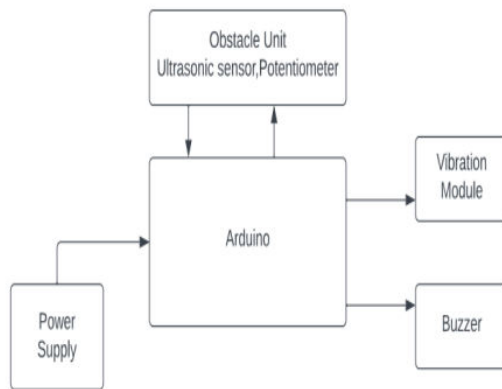 Obstacle Unit
Ultrasonic sensor,Potentiometer
Vibration
Module
Arduino
Power
Supply
Buzzer